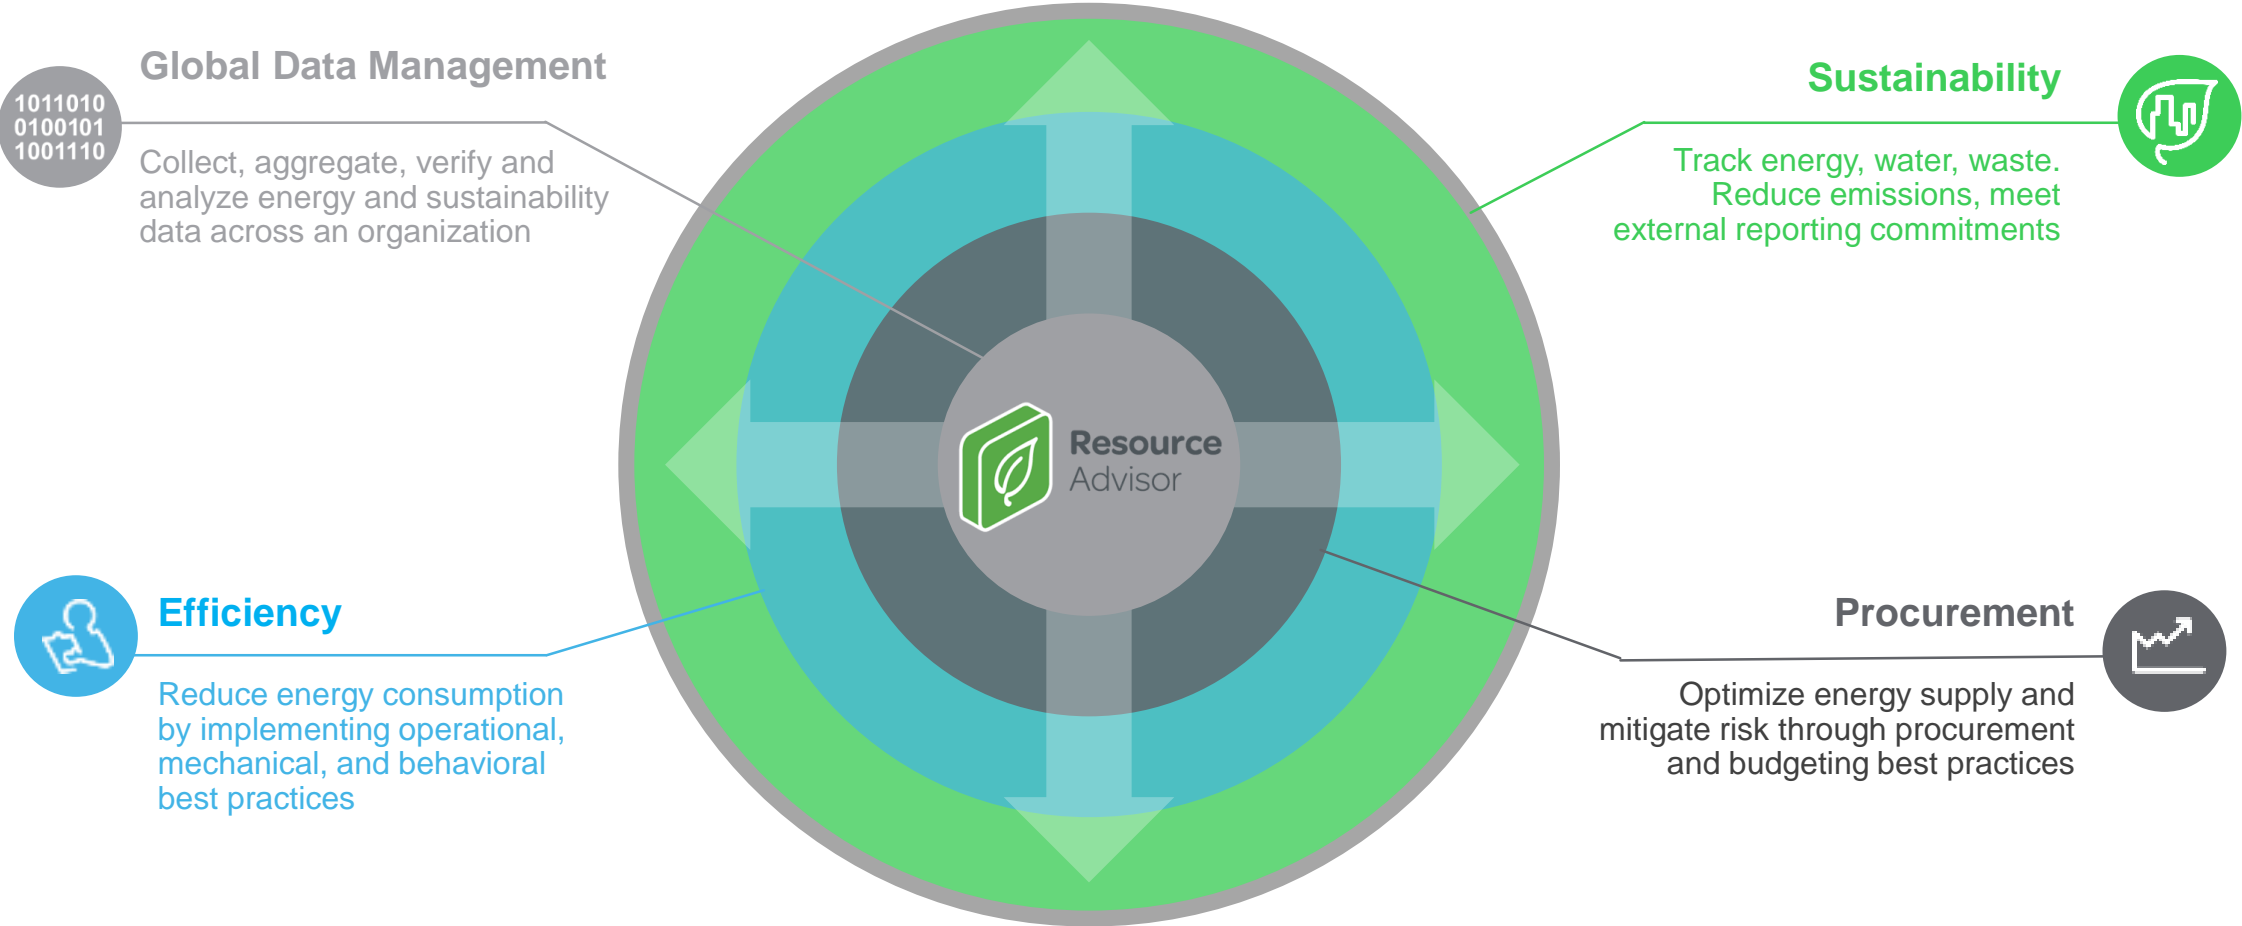 Global Data Management
1011010
0100101
1001110
Collect, aggregate, verify and
analyze energy and sustainability
data across an organization
Sustainability
Track energy, water, waste.
Reduce emissions, meet
external reporting commitments
Resource
Advisor
Efficiency
Reduce energy consumption
by implementing operational,
mechanical, and behavioral
best practices
Procurement
Optimize energy supply and
mitigate risk through procurement
and budgeting best practices